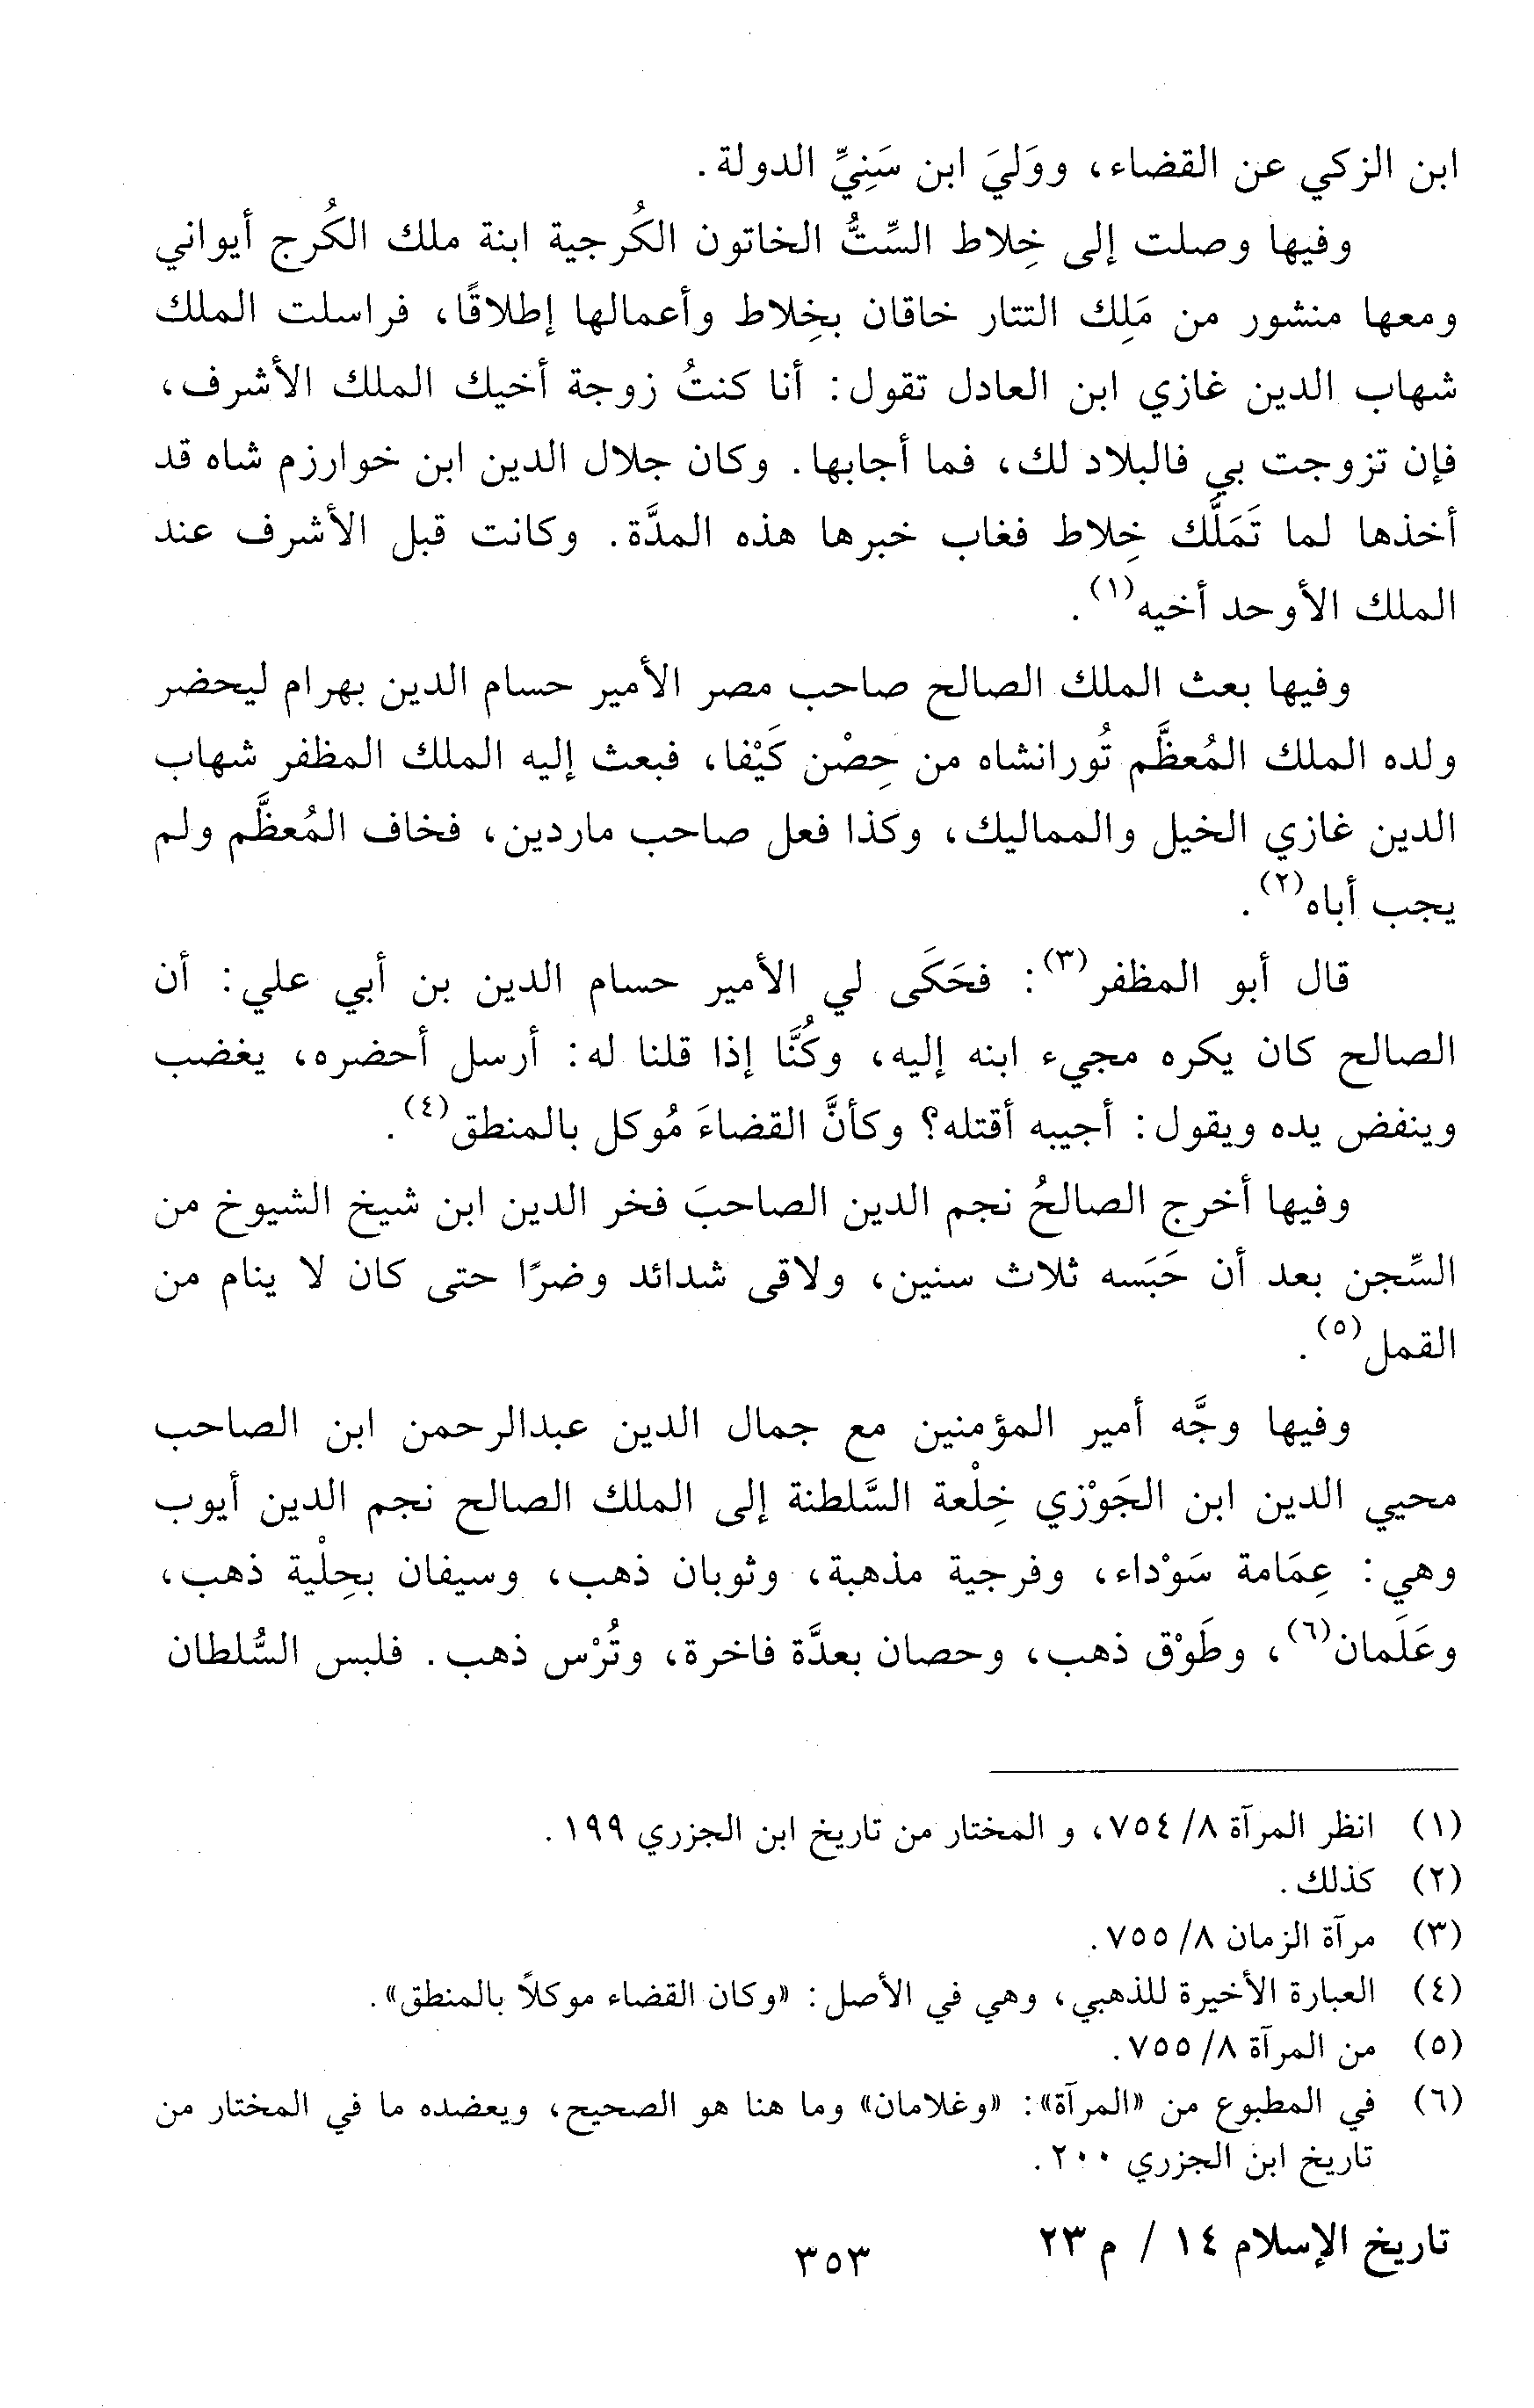 ابن الزكي عن القضاء، ووَليَ ابن سَنِيِّ الدولة.
وفيها وصلت إلى خِلاط السِّتُّ الخاتون الكُرجية ابنة ملك الكُرج أيواني
ومعها منشور من مَلِك التتار خاقان بخِلاط وأعمالها إطلاقًا، فراسلت الملك
شهاب الدين غازي ابن العادل تقول: أنا كنتُ زوجة أخيك الملك الأشرف،
فإن تزوجت بي فالبلاد لك، فما أجابها. وكان جلال الدين ابن خوارزم شاه قد
أخذها لما تَمَلَّك خِلاط فغاب خبرها هذه المدَّة. وكانت قبل الأشرف عند
الملك الأوحد أخيه(١).
وفيها بعث الملك الصالح صاحب مصر الأمير حسام الدين بهرام ليحضر
ولده الملك المُعظَّم تُورانشاه من حِصْن كَيْفا، فبعث إليه الملك المظفر شهاب
الدين غازي الخيل والمماليك، وكذا فعل صاحب ماردين، فخاف المُعظَّم ولم
يجب أباه(٢).
قال أبو المظفر(٣): فحَكَى لي الأمير حسام الدين بن أبي علي: أن
الصالح كان يكره مجيء ابنه إليه، وكُنَّا إذا قلنا له: أرسل أحضره، يغضب
وينفض يده ويقول: أجيبه أقتله؟ وكأنَّ القضاءَ مُوكل بالمنطق(٤).
وفيها أخرج الصالحُ نجم الدين الصاحبَ فخر الدين ابن شيخ الشيوخ من
السِّجن بعد أن حَبَسه ثلاث سنين، ولاقى شدائد وضرًا حتى كان لا ينام من
القمل(٥).
وفيها وجَّه أمير المؤمنين مع جمال الدين عبدالرحمن ابن الصاحب
محيي الدين ابن الجَوْزي خِلْعة السَّلطنة إلى الملك الصالح نجم الدين أيوب
وهي: عِمَامة سَوْداء، وفرجية مذهبة، وثوبان ذهب، وسيفان بحِلْية ذهب،
وعَلَمان(٦)، وطَوْق ذهب، وحصان بعدَّة فاخرة، وتُرْس ذهب. فلبس السُّلطان
(١) انظر المرآة ٨/ ٧٥٤، و المختار من تاريخ ابن الجزري ١٩٩.
(٢) كذلك.
(٣) مرآة الزمان ٨/ ٧٥٥.
(٤) العبارة الأخيرة للذهبي، وهي في الأصل: «وكان القضاء موكلاً بالمنطق».
(٥) من المرآة ٨/ ٧٥٥.
(٦) في المطبوع من «المرآة»: «وغلامان» وما هنا هو الصحيح، ويعضده ما في المختار من
تاريخ ابن الجزري ٢٠٠.
تاريخ الإسلام ١٤ / م ٢٣
٣٥٣